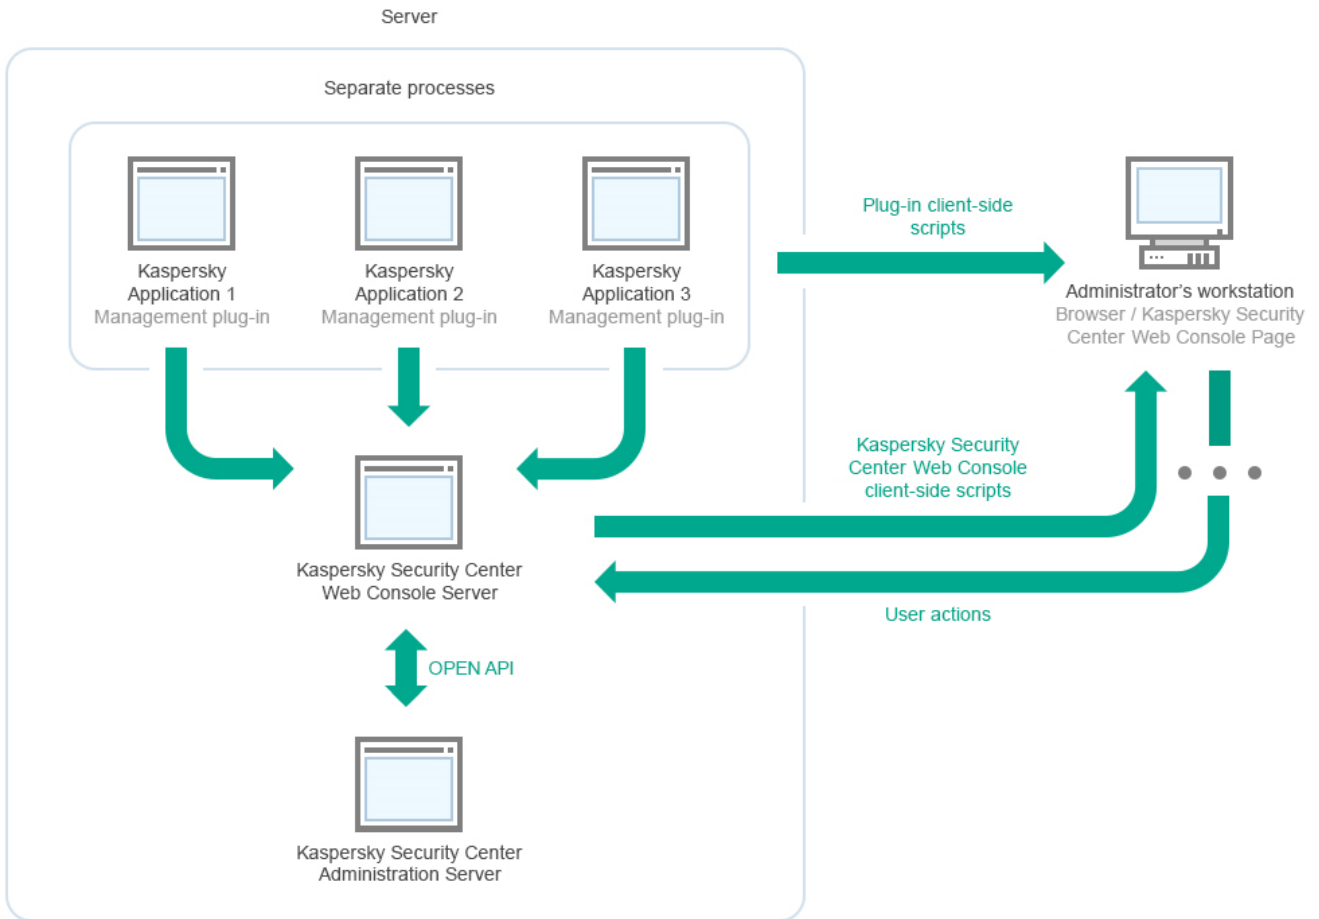 Server
Separate processes
Kaspersky
Application 1
Management plug-in
Kaspersky
Application 2
Management plug-in
Kaspersky
Application 3
Management plug-in
Plug-in client-side
scripts
Administrator's workstation
Browser / Kaspersky Security
Center Web Console Page
Kaspersky Security
Center Web Console
client-side scripts
Kaspersky Security Center
Web Console Server
User actions
OPEN API
Kaspersky Security Center
Administration Server